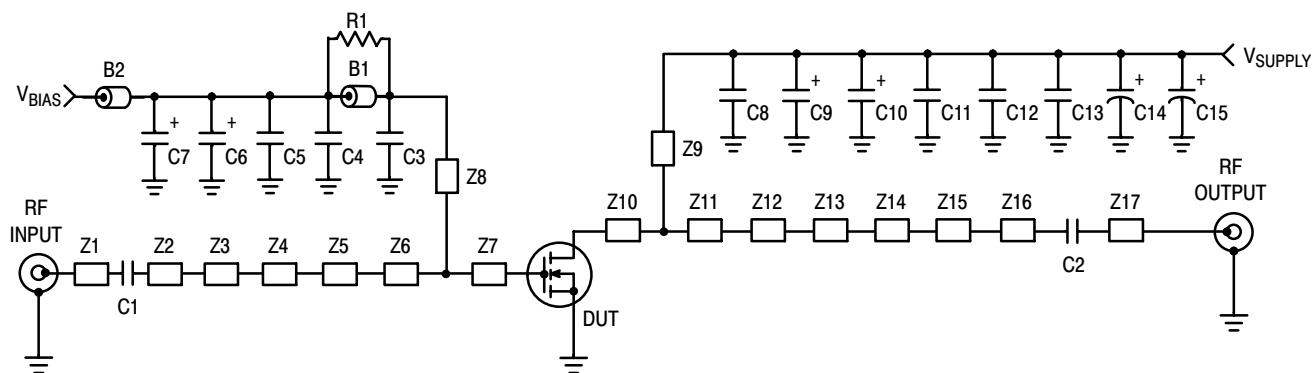 R1
B2
B1
V_BIAS
V_SUPPLY
+
+
+
+
+
+
C7
C6
C5
C4
C3
C8
C9
C10
C11
C12
C13
C14
C15
Z8
Z9
RF
INPUT
RF
OUTPUT
Z10
Z11
Z12
Z13
Z14
Z15
Z16
Z17
Z1
Z2
Z3
Z4
Z5
Z6
Z7
C1
C2
DUT